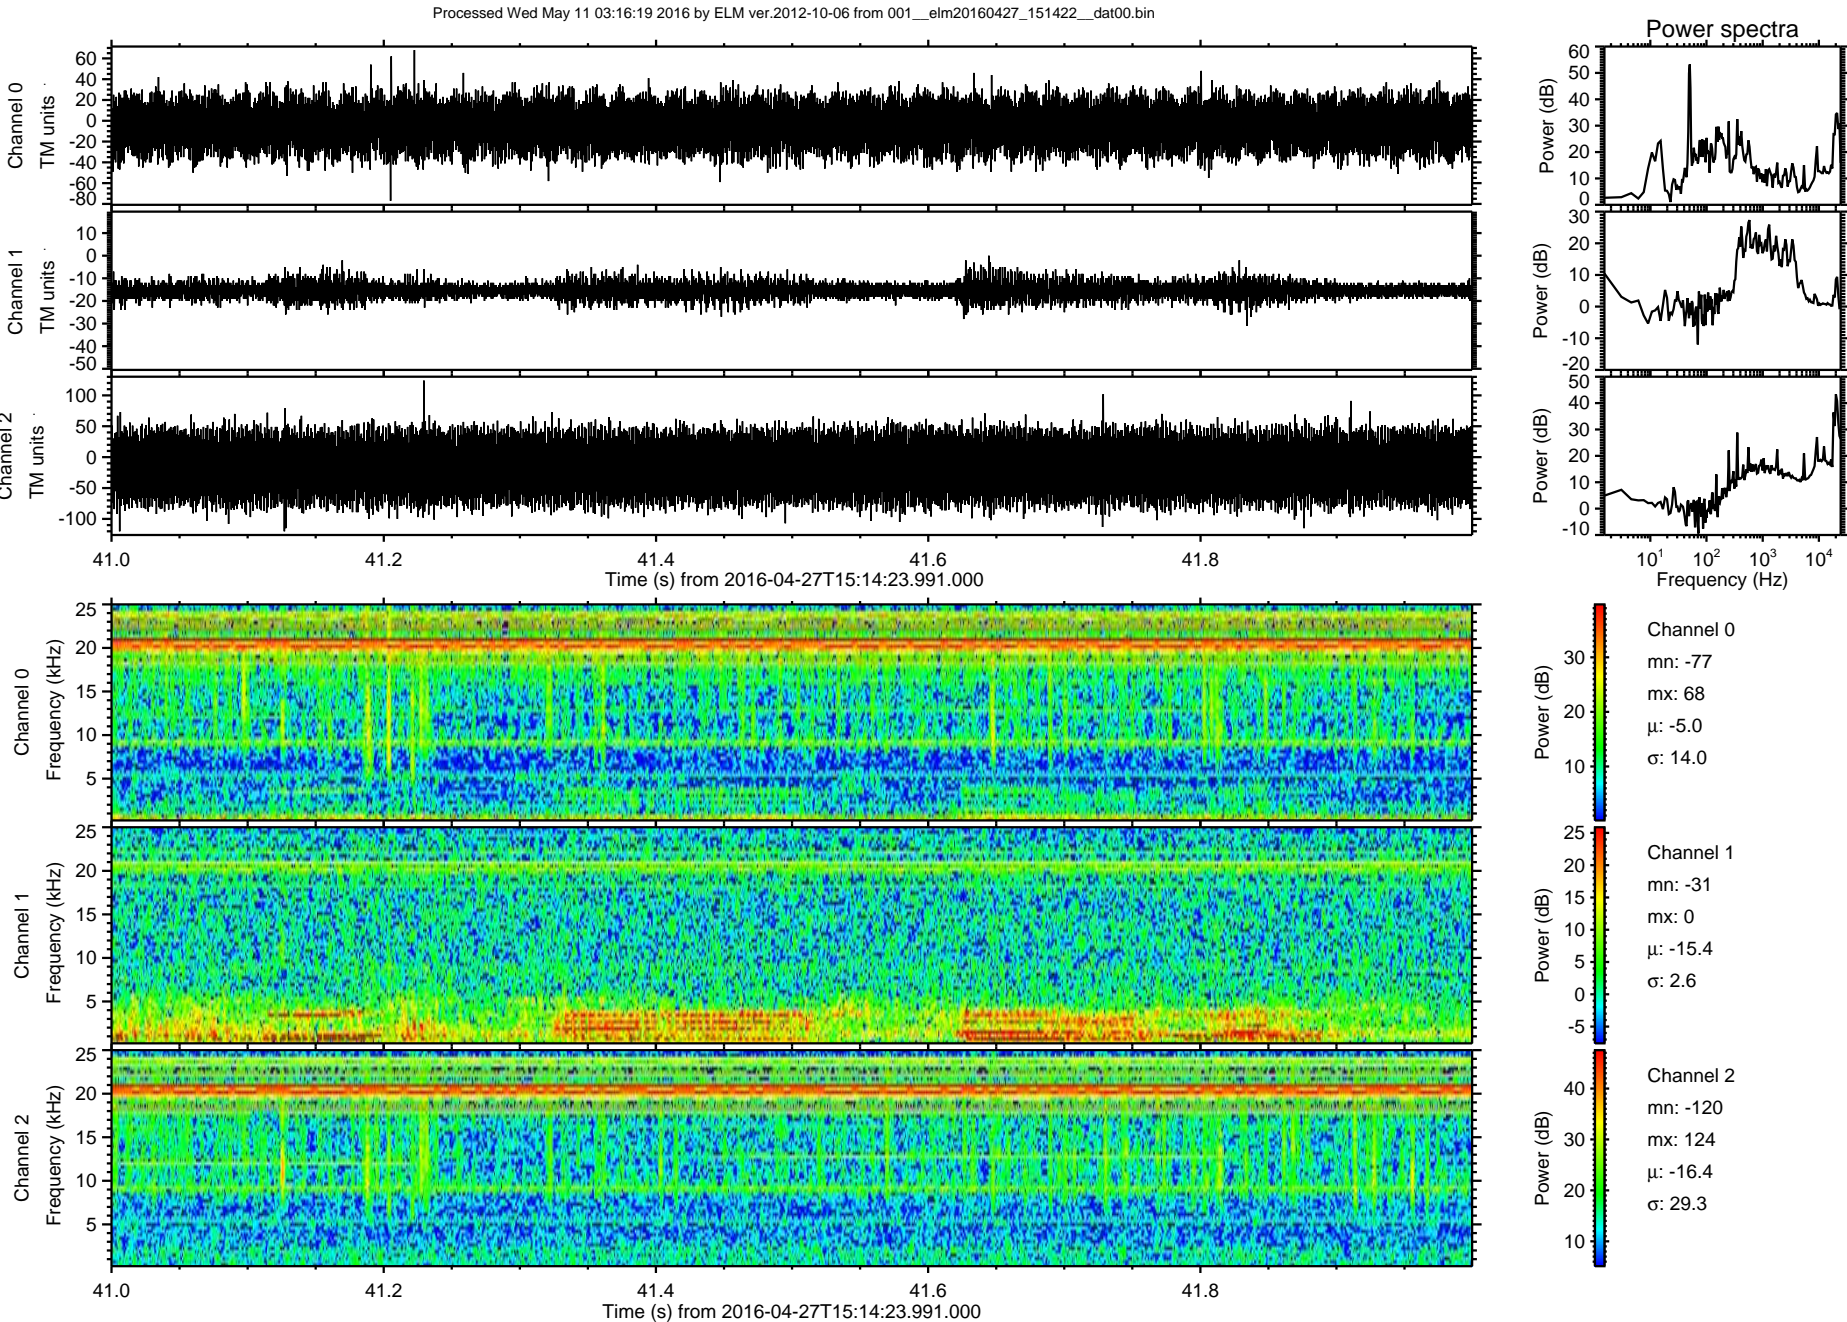 Processed Wed May 11 03:16:19 2016 by ELM ver.2012-10-06 from 001__elm20160427_151422__dat00.bin
Power spectra
Channel 0
TM units
60
40
20
0
-20
-40
-60
-80
Power (dB)
60
50
40
30
20
10
0
Channel 1
TM units
10
0
-10
-20
-30
-40
-50
Power (dB)
30
20
10
0
-10
-20
Channel 2
TM units
100
50
0
-50
-100
Power (dB)
50
40
30
20
10
0
-10
41.0 41.2 41.4 41.6 41.8
Time (s) from 2016-04-27T15:14:23.991.000
10¹ 10² 10³ 10⁴
Frequency (Hz)
Channel 0
Frequency (kHz)
25
20
15
10
5
Power (dB)
30
20
10
Channel 0
mn: -77
mx: 68
μ: -5.0
σ: 14.0
Channel 1
Frequency (kHz)
25
20
15
10
5
Power (dB)
25
20
15
10
5
0
-5
Channel 1
mn: -31
mx: 0
μ: -15.4
σ: 2.6
Channel 2
Frequency (kHz)
25
20
15
10
5
Power (dB)
40
30
20
10
Channel 2
mn: -120
mx: 124
μ: -16.4
σ: 29.3
41.0 41.2 41.4 41.6 41.8
Time (s) from 2016-04-27T15:14:23.991.000